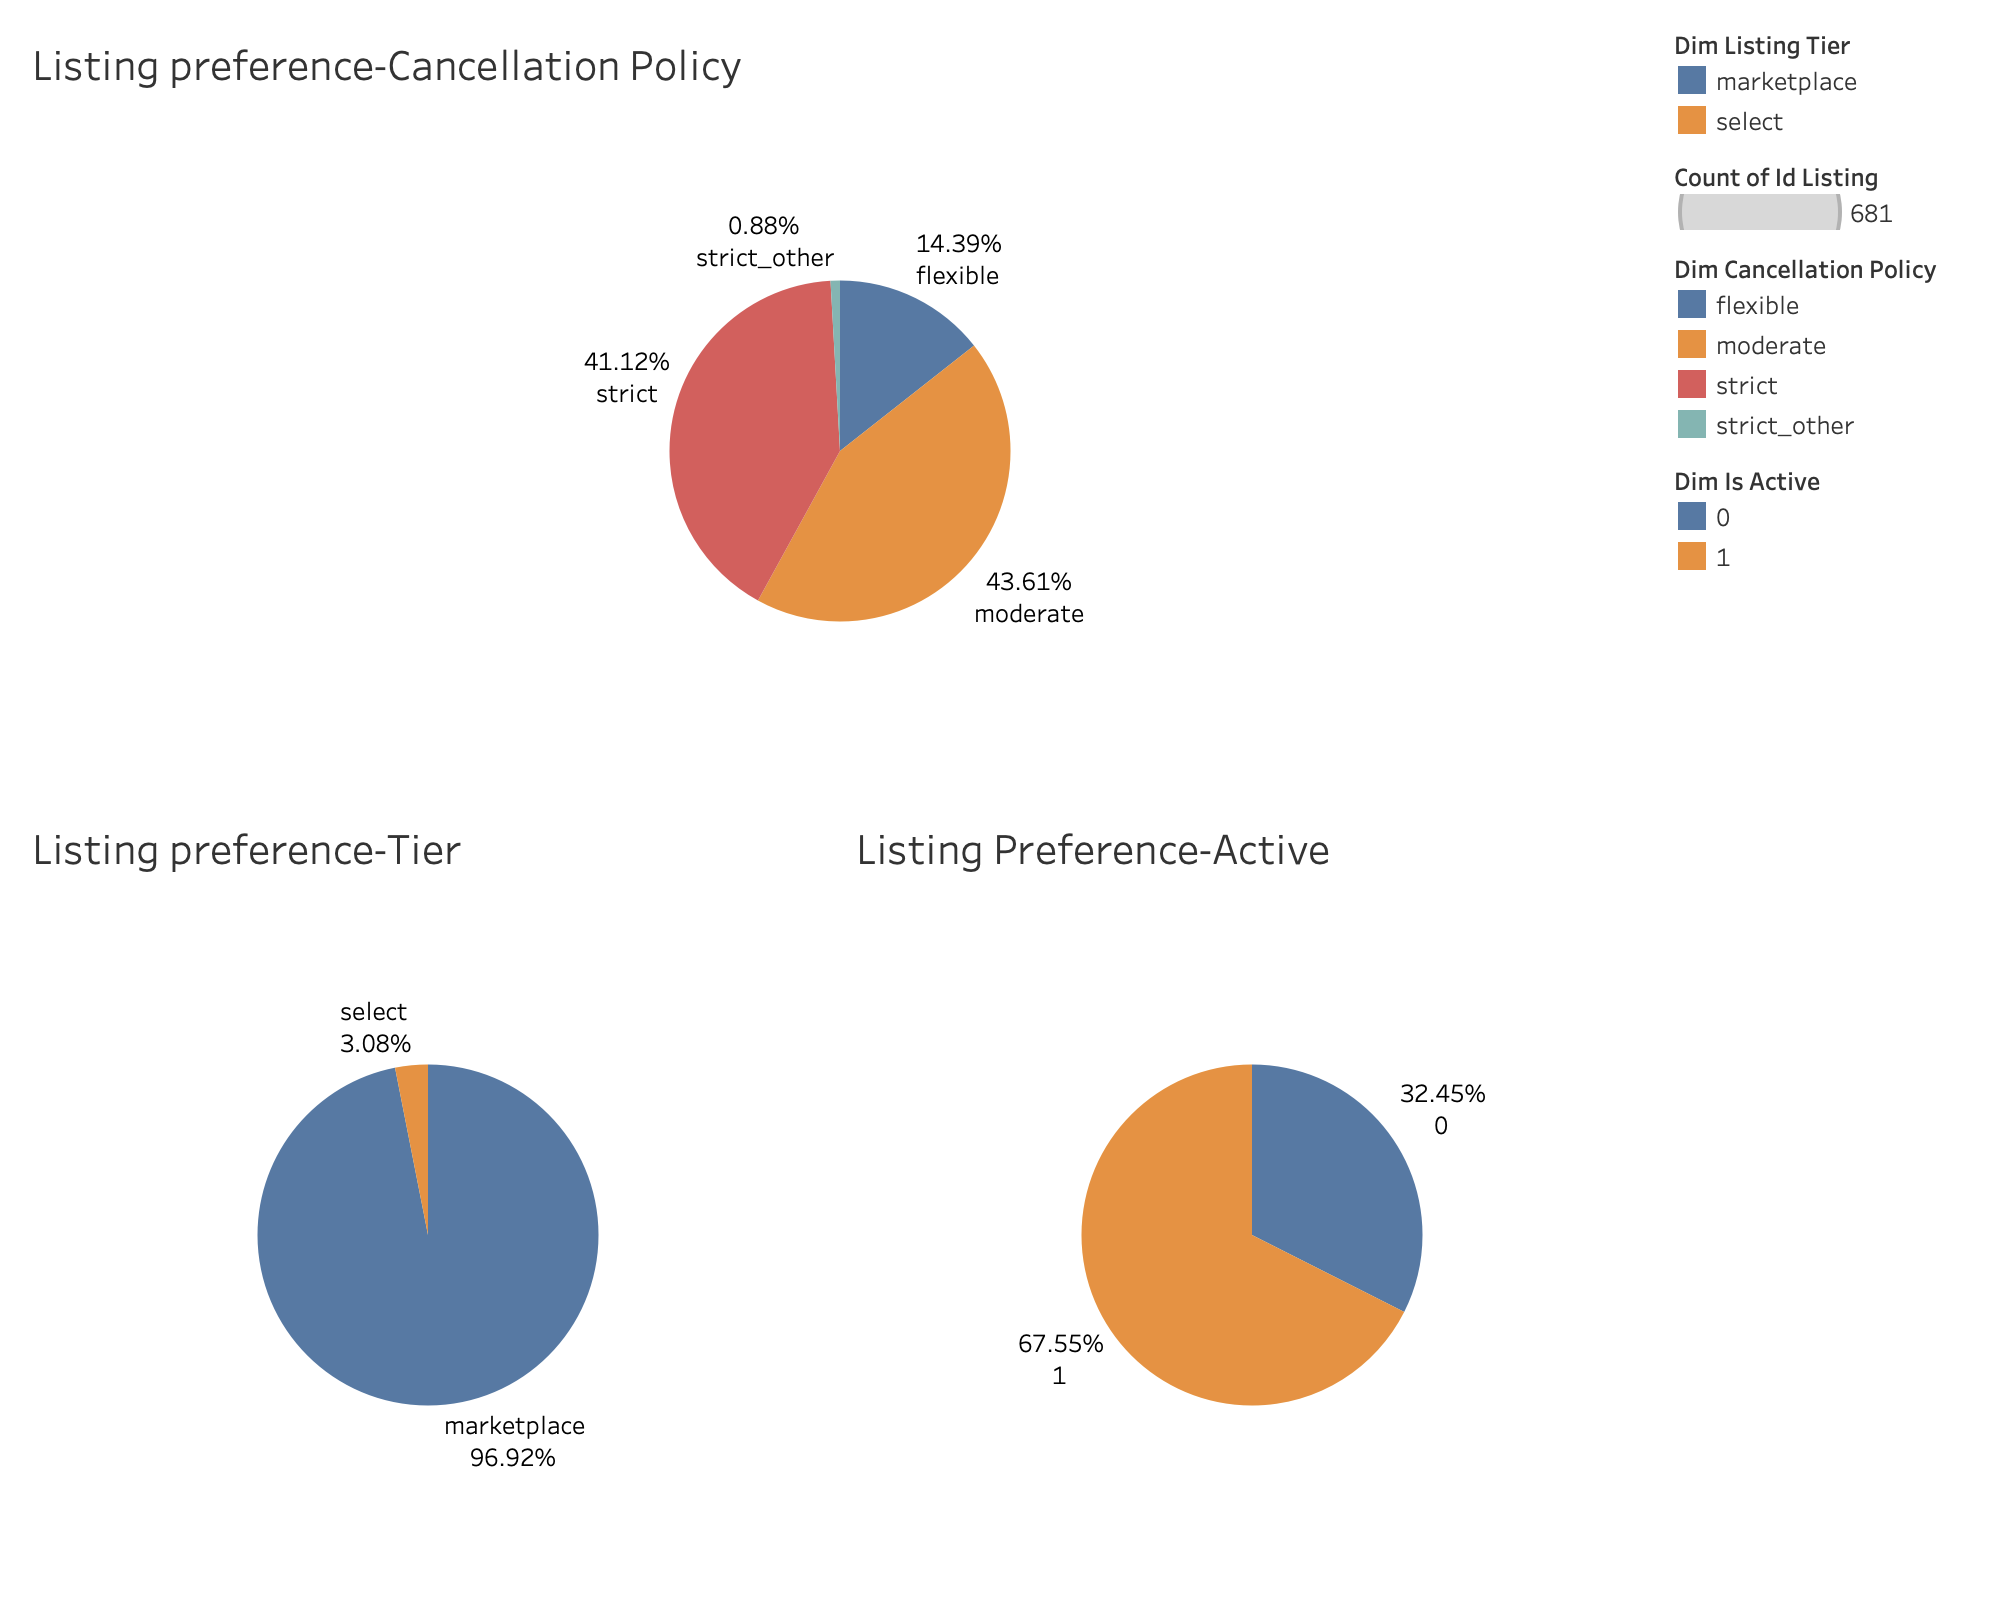 Listing preference-Cancellation Policy
0.88%
strict_other
14.39%
flexible
41.12%
strict
43.61%
moderate
Dim Listing Tier
marketplace
select
Count of Id Listing
681
Dim Cancellation Policy
flexible
moderate
strict
strict_other
Dim Is Active
0
1
Listing preference-Tier
select
3.08%
marketplace
96.92%
Listing Preference-Active
32.45%
0
67.55%
1